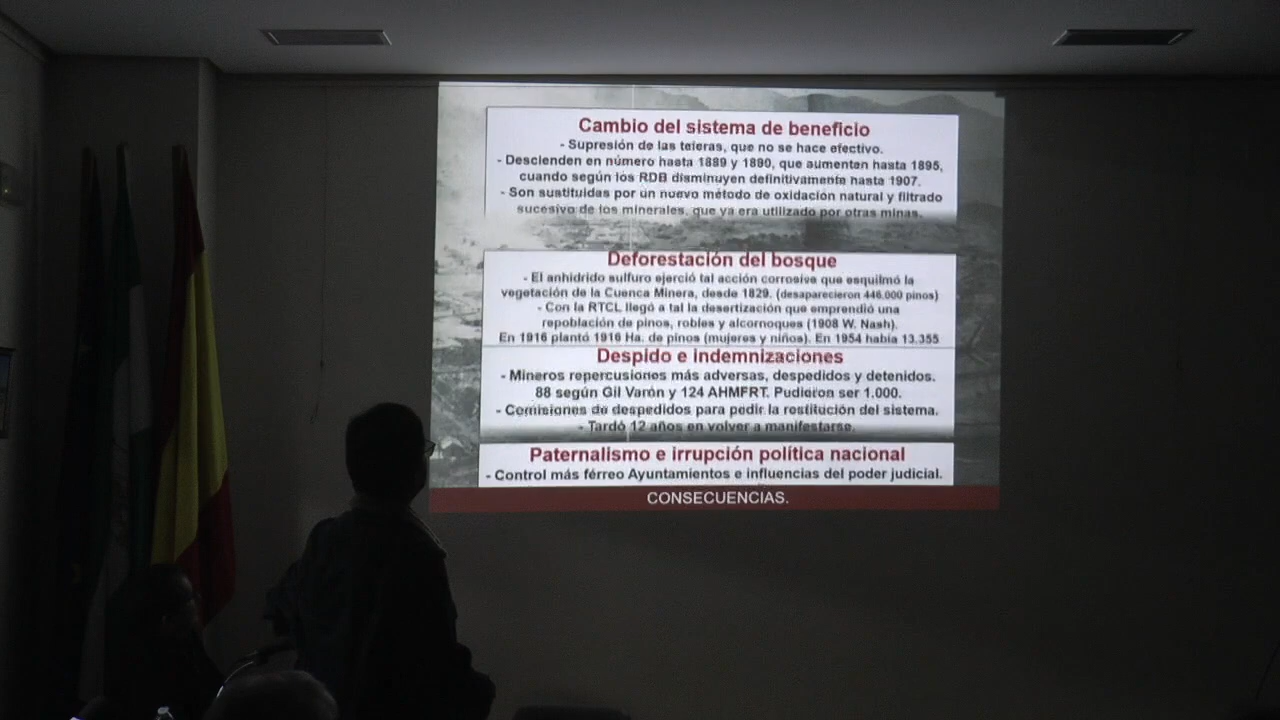 Cambio del sistema de beneficio
- Supresión de las teleras, que no se hace efectivo.
- Descienden en número hasta 1889 y 1890, que aumentan hasta 1895,
cuando según los RDB disminuyen definitivamente hasta 1907.
- Son sustituidas por un nuevo método de oxidación natural y filtrado
sucesivo de los minerales, que ya era utilizado por otras minas.
Deforestación del bosque
- El anhidrido sulfuro ejerció tal acción corrosiva que esquilmó la
vegetación de la Cuenca Minera, desde 1829. (desaparecieron 446.000 pinos)
- Con la RTCL llegó a tal la desertización que emprendió una
repoblación de pinos, robles y alcornoques (1908 W. Nash).
En 1916 plantó 1916 Ha. de pinos (mujeres y niños). En 1954 había 13.355
Despido e indemnizaciones
- Mineros repercusiones más adversas, despedidos y detenidos.
88 según Gil Varón y 124 AHMFRT. Pudieron ser 1.000.
- Comisiones de despedidos para pedir la restitución del sistema.
- Tardó 12 años en volver a manifestarse.
Paternalismo e irrupción política nacional
- Control más férreo Ayuntamientos e influencias del poder judicial.
CONSECUENCIAS.